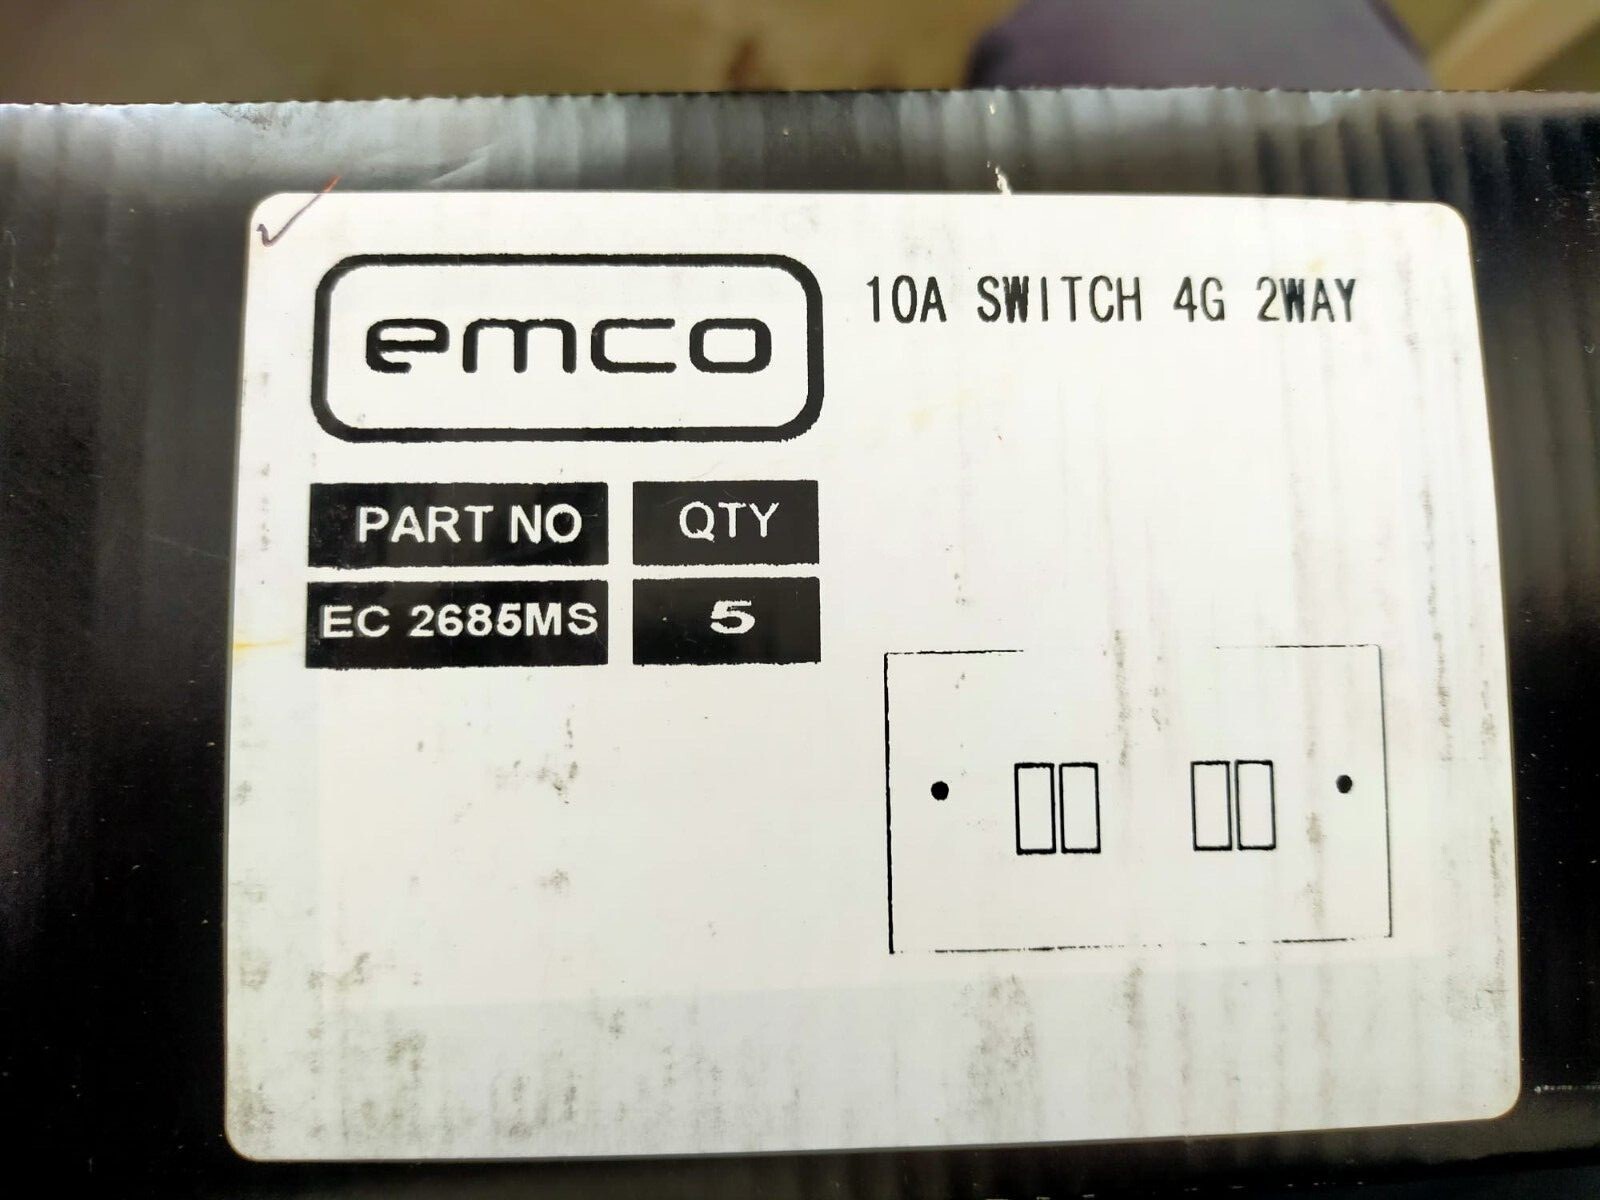 emco
10A SWITCH 4G 2WAY
PART NO QTY
EC 2685MS 5